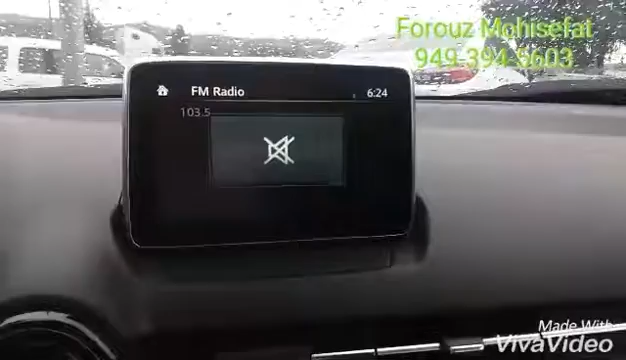 Forouz Mohisefat
949-394-5603
FM Radio
6:24
103.5
Made With
VivaVideo